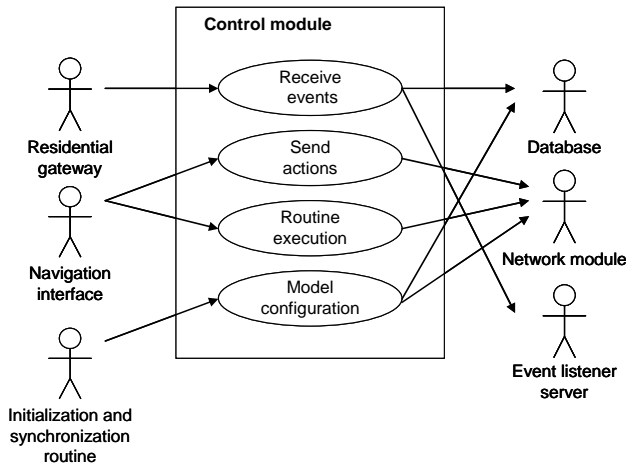 Control module
Receive
events
Send
actions
Routine
execution
Model
configuration
Residential
gateway
Navigation
interface
Initialization and
synchronization
routine
Database
Network module
Event listener
server